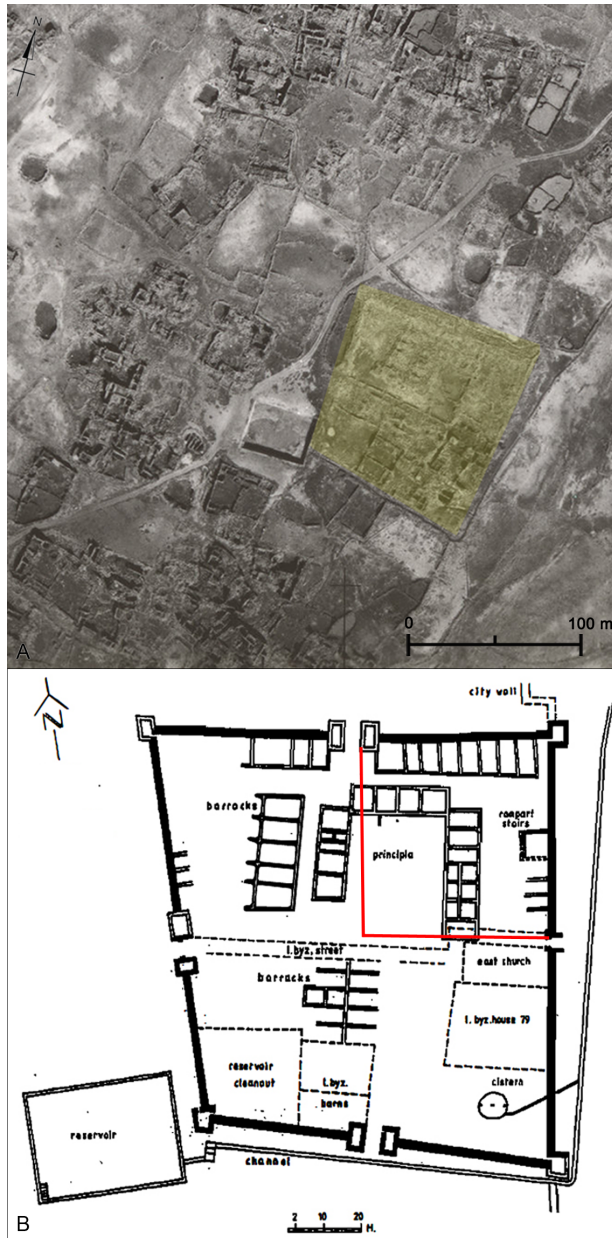 N
A
0 100 m
city wall
N
barracks
rampart
stairs
principia
l. byz. street
east church
barracks
l. byz. house 79
reservoir
cleanout
l. byz.
barns
cistern
reservoir
channel
B
2 10 20 M.